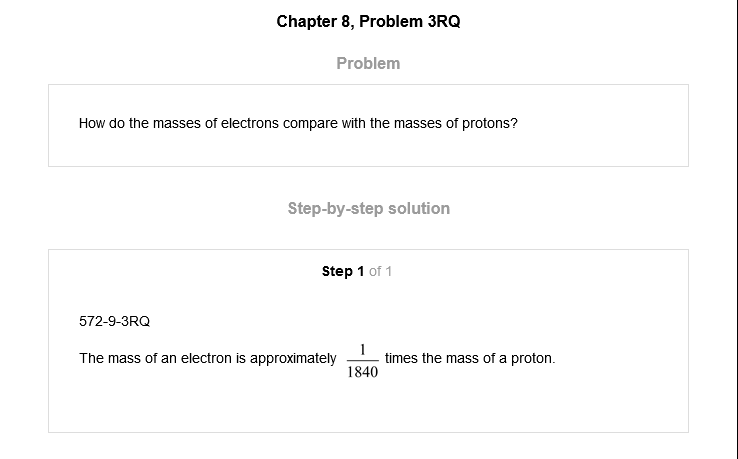 Chapter 8, Problem 3RQ
Problem
How do the masses of electrons compare with the masses of protons?
Step-by-step solution
Step 1 of 1
572-9-3RQ
The mass of an electron is approximately 1/1840 times the mass of a proton.